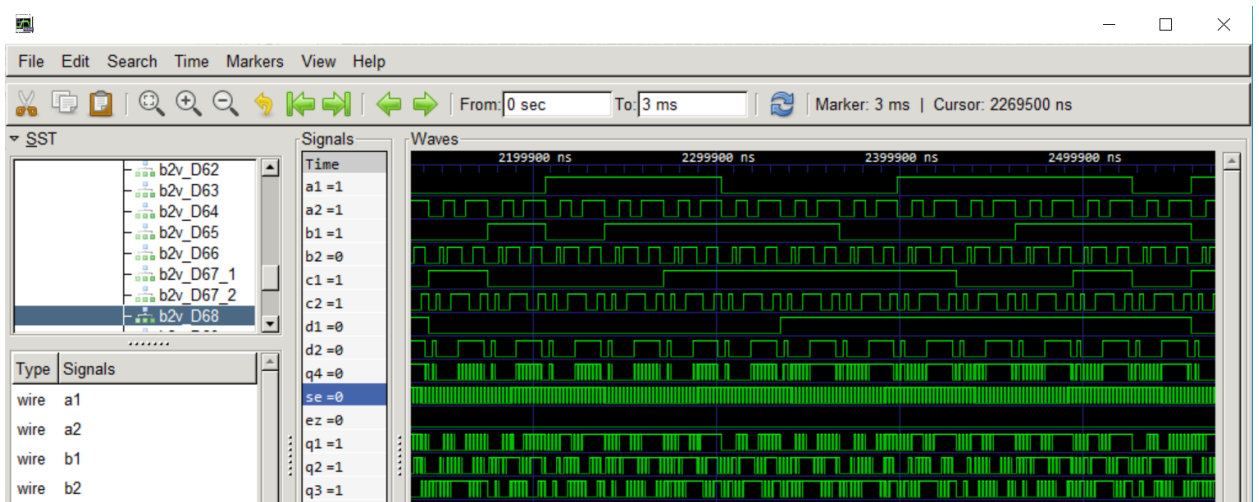 File Edit Search Time Markers View Help
From: 0 sec To: 3 ms Marker: 3 ms | Cursor: 2269500 ns
SST
b2v_D62
b2v_D63
b2v_D64
b2v_D65
b2v_D66
b2v_D67_1
b2v_D67_2
b2v_D68
Type Signals
wire a1
wire a2
wire b1
wire b2
Signals
Time
a1 =1
a2 =1
b1 =1
b2 =0
c1 =1
c2 =1
d1 =0
d2 =0
q4 =0
se =0
ez =0
q1 =1
q2 =1
q3 =1
Waves
2199900 ns 2299900 ns 2399900 ns 2499900 ns